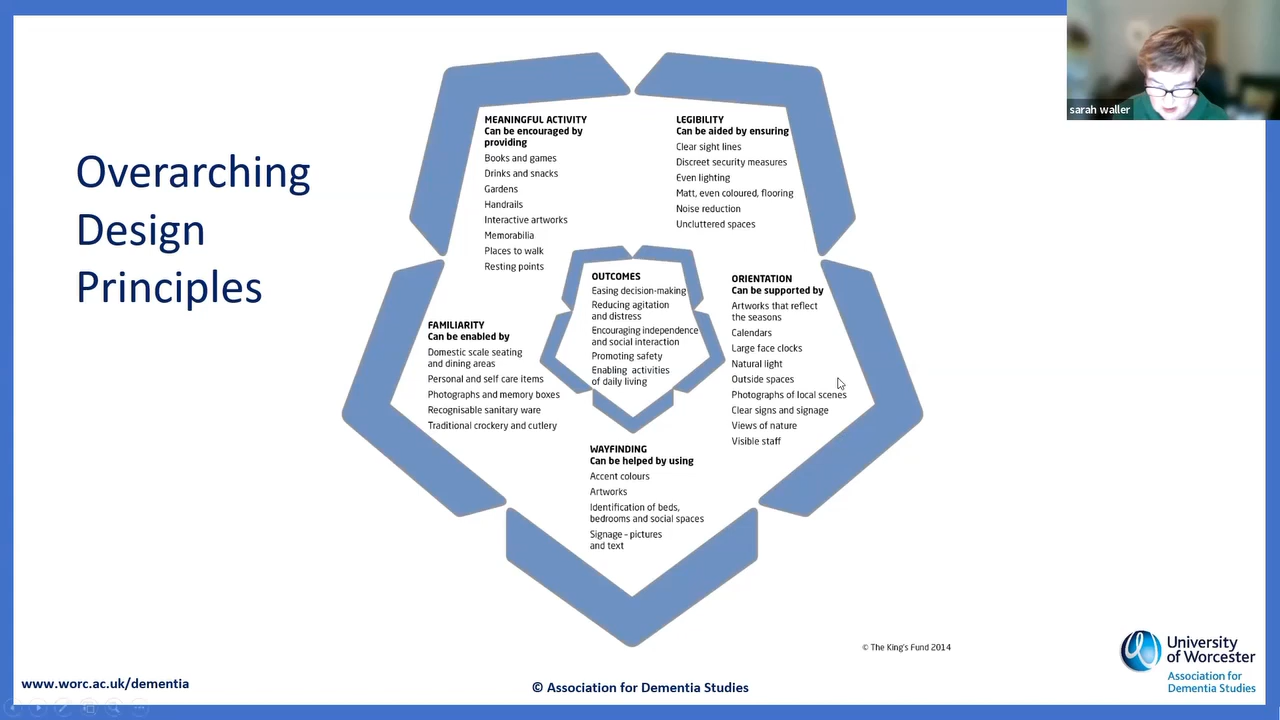 sarah waller
Overarching
Design
Principles
MEANINGFUL ACTIVITY
Can be encouraged by
providing
Books and games
Drinks and snacks
Gardens
Handrails
Interactive artworks
Memorabilia
Places to walk
Resting points
LEGIBILITY
Can be aided by ensuring
Clear sight lines
Discreet security measures
Even lighting
Matt, even coloured, flooring
Noise reduction
Uncluttered spaces
OUTCOMES
Easing decision-making
Reducing agitation
and distress
Encouraging independence
and social interaction
Promoting safety
Enabling activities
of daily living
ORIENTATION
Can be supported by
Artworks that reflect
the seasons
Calendars
Large face clocks
Natural light
Outside spaces
Photographs of local scenes
Clear signs and signage
Views of nature
Visible staff
FAMILIARITY
Can be enabled by
Domestic scale seating
and dining areas
Personal and self care items
Photographs and memory boxes
Recognisable sanitary ware
Traditional crockery and cutlery
WAYFINDING
Can be helped by using
Accent colours
Artworks
Identification of beds,
bedrooms and social spaces
Signage – pictures
and text
© The King's Fund 2014
University
of Worcester
Association for
Dementia Studies
www.worc.ac.uk/dementia
© Association for Dementia Studies